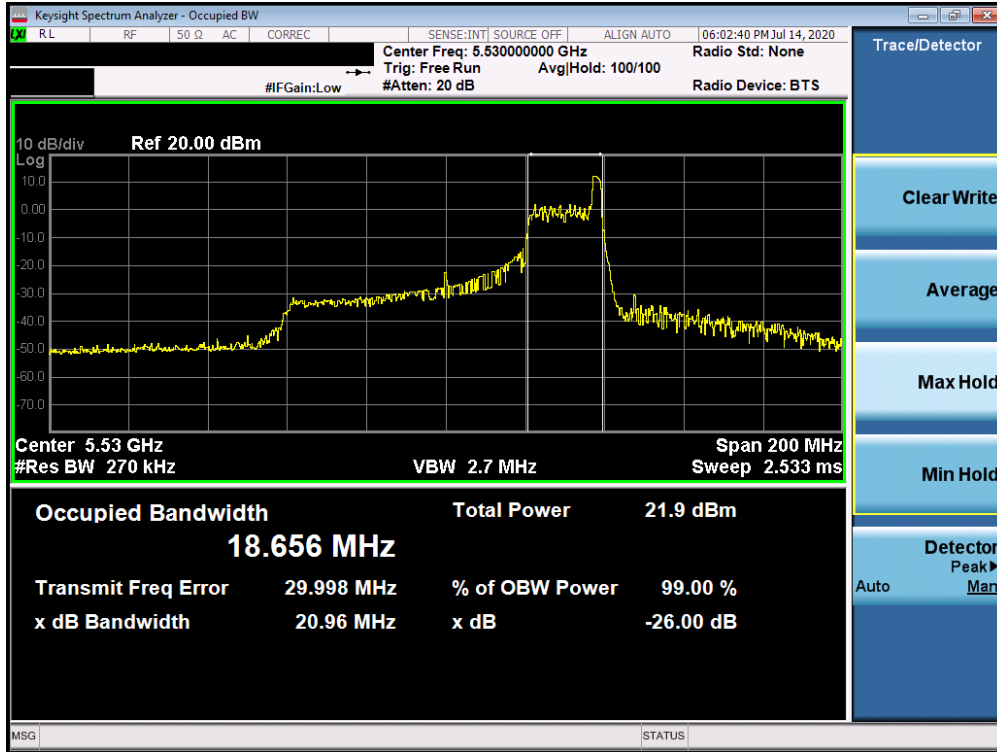 Keysight Spectrum Analyzer - Occupied BW
LXI RL RF 50 Ω AC CORREC SENSE:INT SOURCE OFF ALIGN AUTO 06:02:40 PM Jul 14, 2020
Center Freq: 5.530000000 GHz Radio Std: None
Trig: Free Run Avg|Hold: 100/100
#IFGain:Low #Atten: 20 dB Radio Device: BTS
Trace/Detector
10 dB/div Ref 20.00 dBm
Log
10.0
0.00
-10.0
-20.0
-30.0
-40.0
-50.0
-60.0
-70.0
Center 5.53 GHz Span 200 MHz
#Res BW 270 kHz VBW 2.7 MHz Sweep 2.533 ms
Occupied Bandwidth Total Power 21.9 dBm
18.656 MHz
Transmit Freq Error 29.998 MHz % of OBW Power 99.00 %
x dB Bandwidth 20.96 MHz x dB -26.00 dB
Clear Write
Average
Max Hold
Min Hold
Detector
Peak▶
Auto Man
MSG STATUS